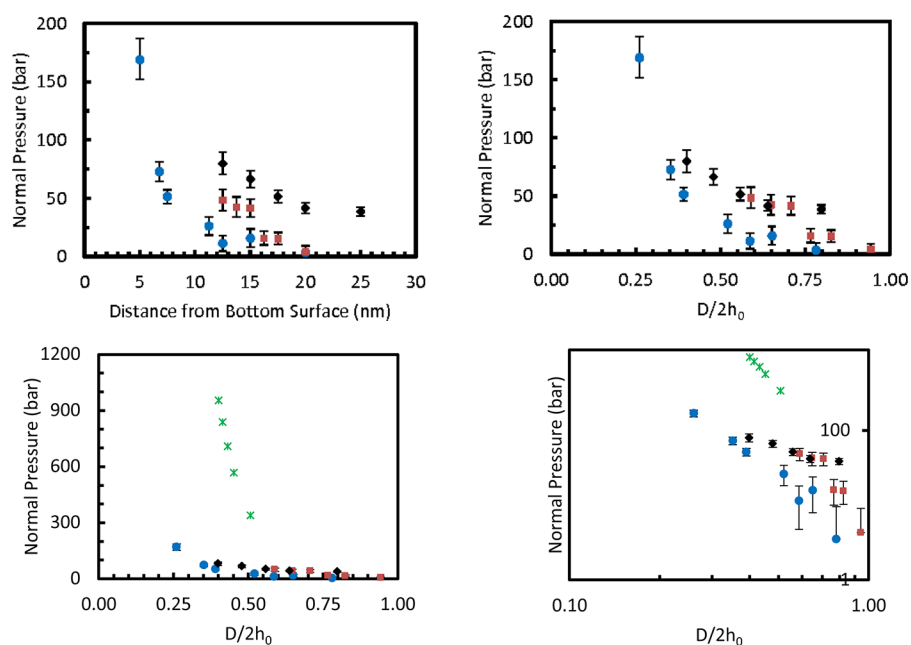 Normal Pressure (bar)
200
150
100
50
0
0 5 10 15 20 25 30
Distance from Bottom Surface (nm)
Normal Pressure (bar)
200
150
100
50
0
0.00 0.25 0.50 0.75 1.00
D/2h₀
Normal Pressure (bar)
1200
900
600
300
0
0.00 0.25 0.50 0.75 1.00
D/2h₀
Normal Pressure (bar)
100
1
0.10 1.00
D/2h₀